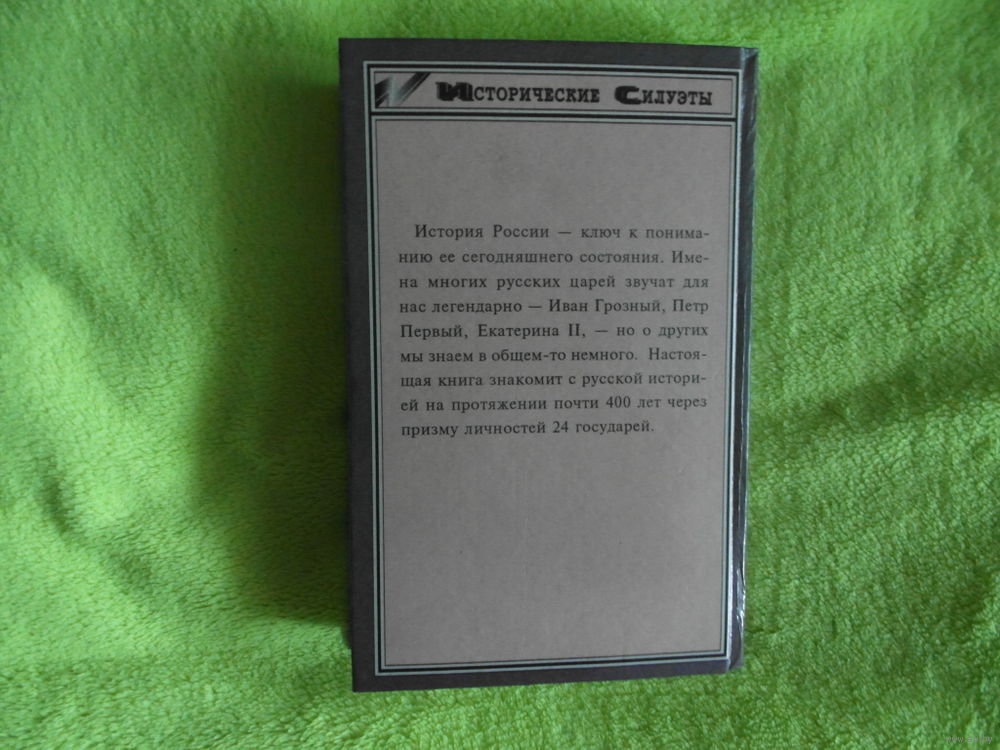 Исторические Силуэты
История России — ключ к понима-
нию ее сегодняшнего состояния. Име-
на многих русских царей звучат для
нас легендарно — Иван Грозный, Петр
Первый, Екатерина II, — но о других
мы знаем в общем-то немного. Настоя-
щая книга знакомит с русской истори-
ей на протяжении почти 400 лет через
призму личностей 24 государей.